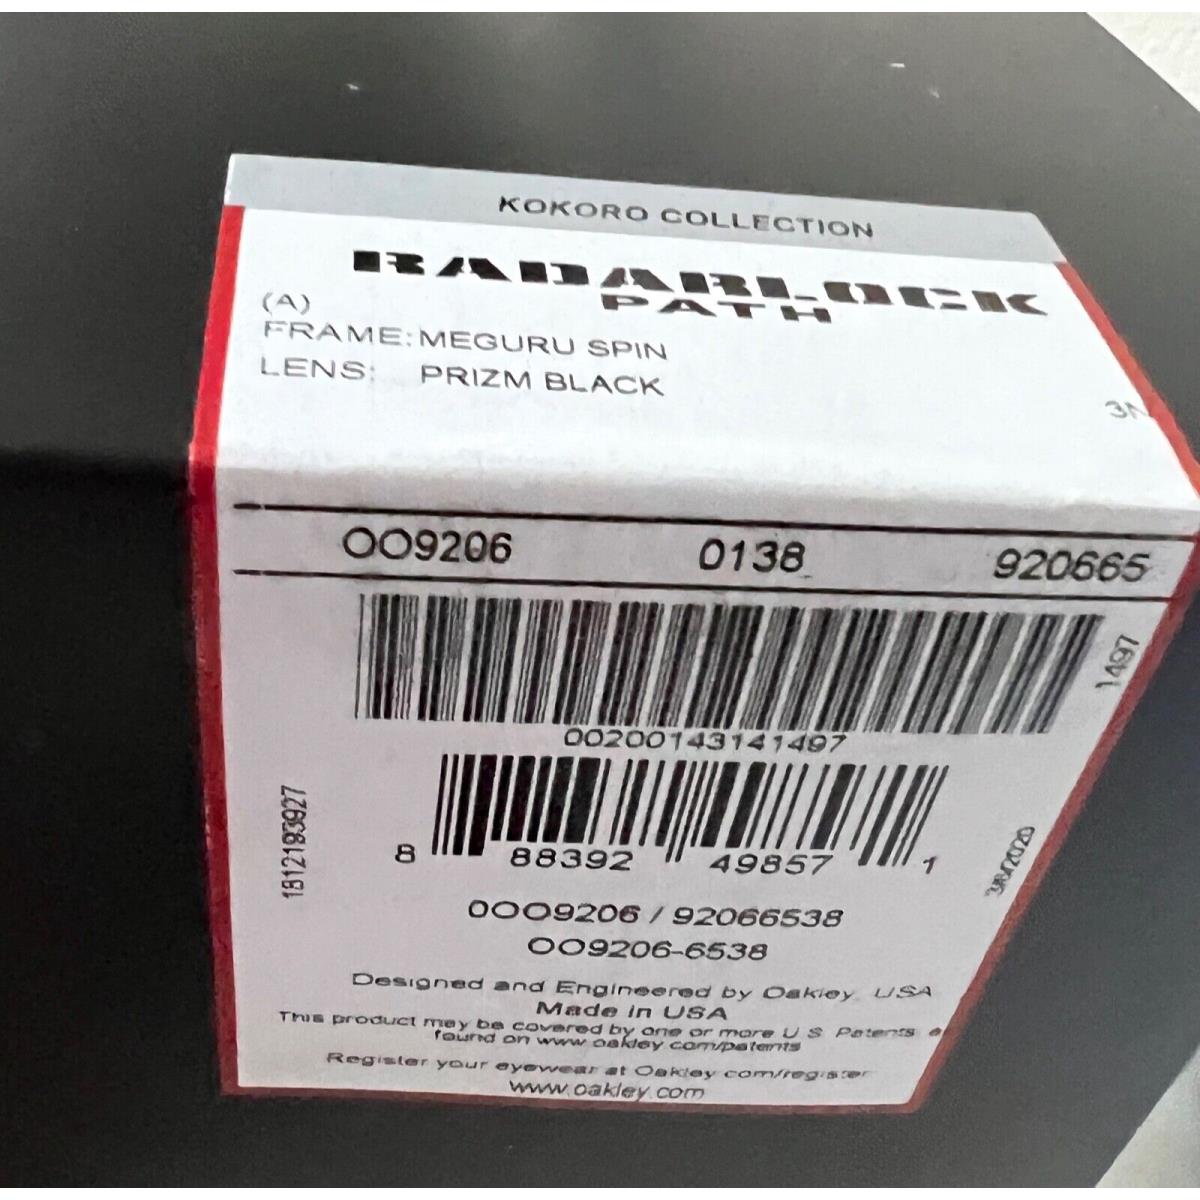 KOKORO COLLECTION
RADARLOCK
PATH
(A)
FRAME: MEGURU SPIN
LENS: PRIZM BLACK
3N
OO9206 0138 920665
1497
00200143141497
1812193927
8 88392 49857 1
0OO9206 / 92066538
OO9206-6538
Designed and Engineered by Oakley, USA
Made in USA
This product may be covered by one or more U S Patents
found on www.oakley.com/patents
Register your eyewear at Oakley.com/register
www.oakley.com